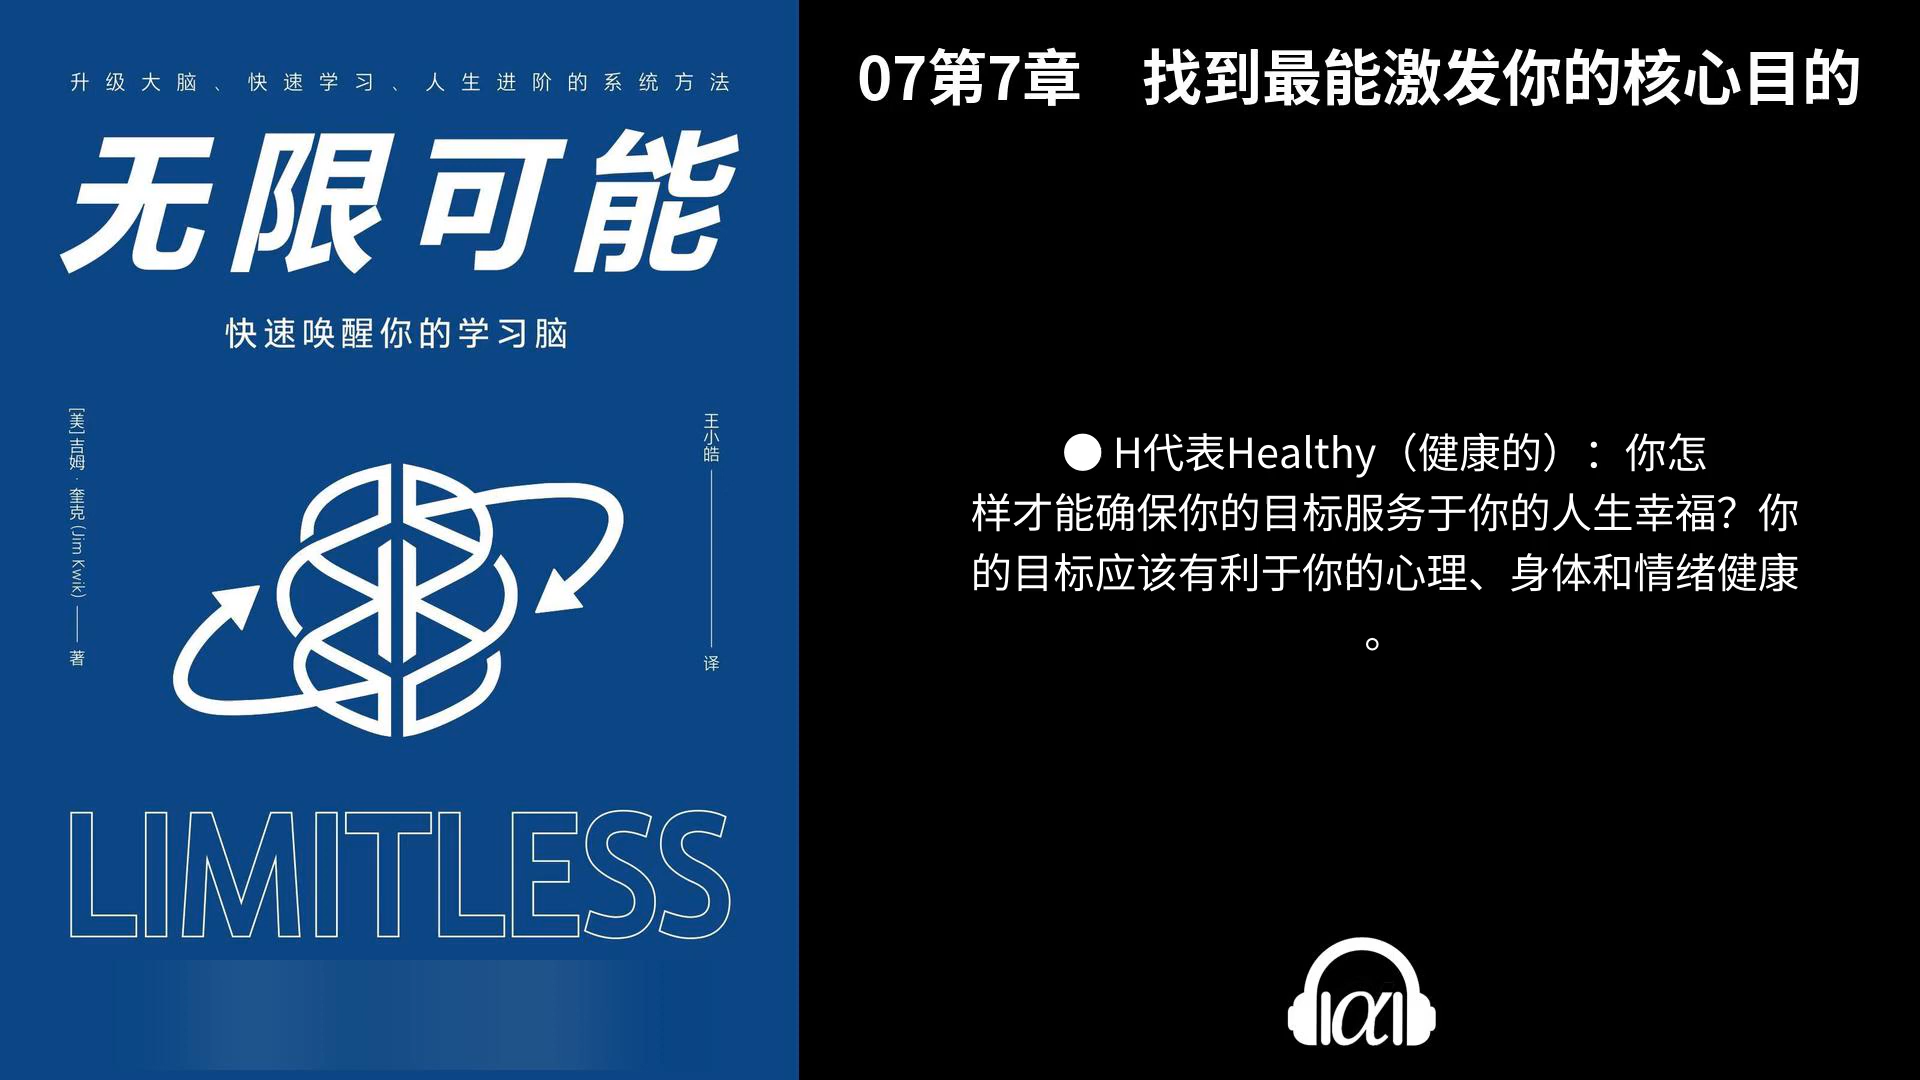 升级大脑、快速学习、人生进阶的系统方法
无限可能
快速唤醒你的学习脑
[美]吉姆·奎克(Jim Kwik)——著
王小皓——译
LIMITLESS
07第7章　找到最能激发你的核心目的
● H代表Healthy（健康的）：你怎
样才能确保你的目标服务于你的人生幸福？你
的目标应该有利于你的心理、身体和情绪健康
。
α